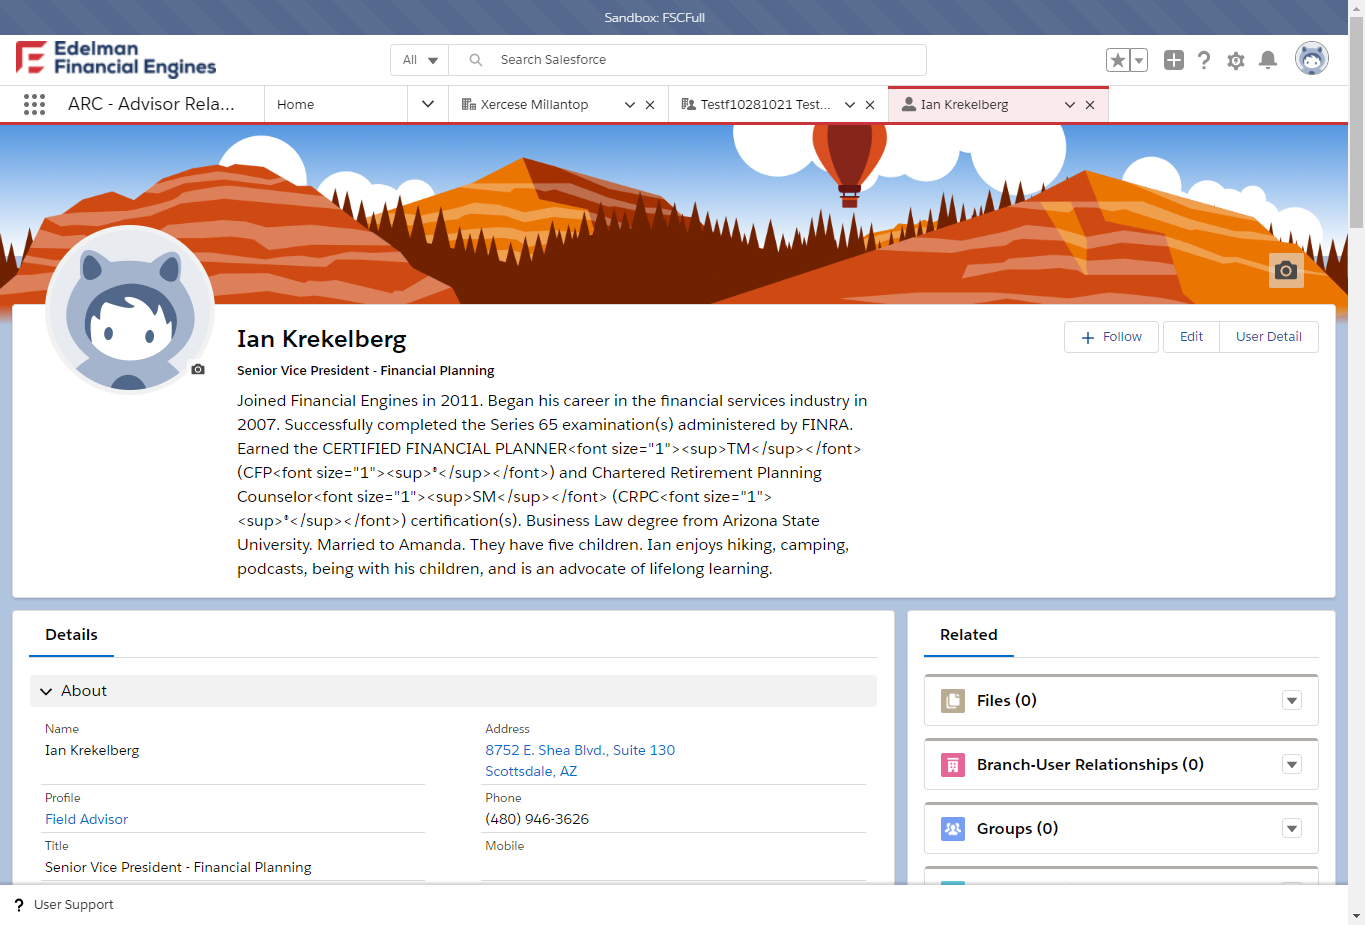 Sandbox: FSCFull
Edelman
Financial Engines
All
Search Salesforce
ARC - Advisor Rela...
Home
Xercese Millantop
Testf10281021 Test...
Ian Krekelberg
Ian Krekelberg
Follow
Edit
User Detail
Senior Vice President - Financial Planning
Joined Financial Engines in 2011. Began his career in the financial services industry in
2007. Successfully completed the Series 65 examination(s) administered by FINRA.
Earned the CERTIFIED FINANCIAL PLANNER<font size="1"><sup>TM</sup></font>
(CFP<font size="1"><sup>®</sup></font>) and Chartered Retirement Planning
Counselor<font size="1"><sup>SM</sup></font> (CRPC<font size="1">
<sup>®</sup></font>) certification(s). Business Law degree from Arizona State
University. Married to Amanda. They have five children. Ian enjoys hiking, camping,
podcasts, being with his children, and is an advocate of lifelong learning.
Details
About
Name
Ian Krekelberg
Address
8752 E. Shea Blvd., Suite 130
Scottsdale, AZ
Profile
Field Advisor
Phone
(480) 946-3626
Title
Senior Vice President - Financial Planning
Mobile
Related
Files (0)
Branch-User Relationships (0)
Groups (0)
? User Support